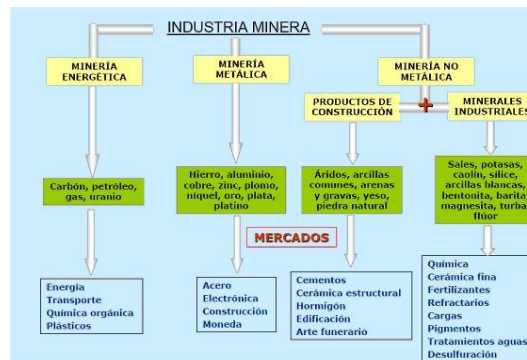 INDUSTRIA MINERA
MINERÍA
ENERGÉTICA
MINERÍA
METÁLICA
MINERÍA NO
METÁLICA
PRODUCTOS DE
CONSTRUCCIÓN
MINERALES
INDUSTRIALES
Carbón, petróleo,
gas, uranio
Hierro, aluminio,
cobre, zinc, plomo,
níquel, oro, plata,
platino
Áridos, arcillas
comunes, arenas
y gravas, yeso,
piedra natural
Sales, potasas,
caolín, sílice,
arcillas blancas,
bentonita, barita,
magnesita, turba,
flúor
MERCADOS
Energía
Transporte
Química orgánica
Plásticos
Acero
Electrónica
Construcción
Moneda
Cementos
Cerámica estructural
Hormigón
Edificación
Arte funerario
Química
Cerámica fina
Fertilizantes
Refractarios
Cargas
Pigmentos
Tratamientos aguas
Desulfuración